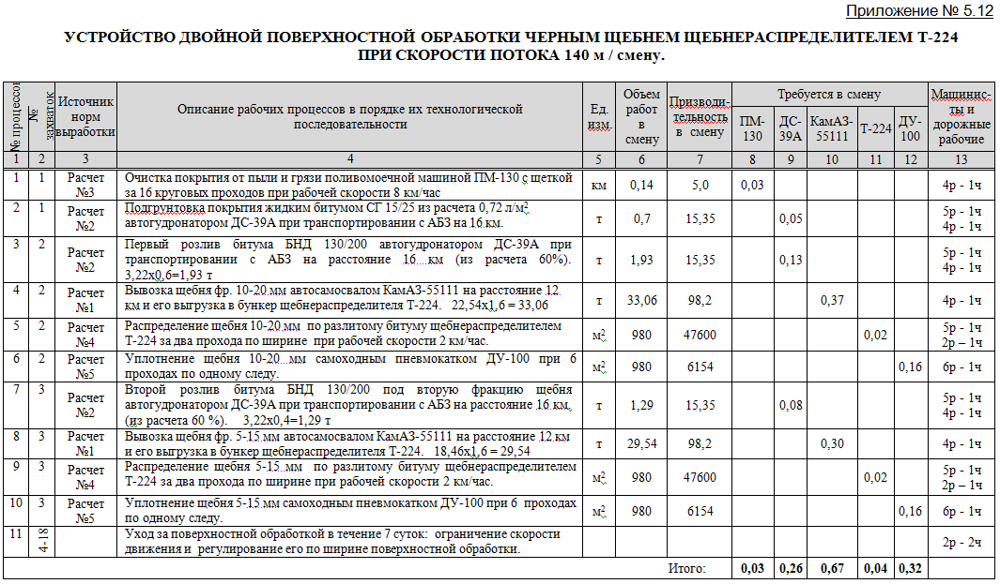 Приложение № 5.12
УСТРОЙСТВО ДВОЙНОЙ ПОВЕРХНОСТНОЙ ОБРАБОТКИ ЧЕРНЫМ ЩЕБНЕМ ЩЕБНЕРАСПРЕДЕЛИТЕЛЕМ Т-224
ПРИ СКОРОСТИ ПОТОКА 140 м / смену.
№ процессов
№ захваток
Источник норм выработки
Описание рабочих процессов в порядке их технологической последовательности
Ед. изм.
Объем работ в смену
Призводи-тельность в смену
Требуется в смену
ПМ-130
ДС-39А
КамАЗ-55111
Т-224
ДУ-100
Машинис-ты и дорожные рабочие
1 2 3 4 5 6 7 8 9 10 11 12 13
1 1 Расчет №3
Очистка покрытия от пыли и грязи поливомоечной машиной ПМ-130 с щеткой
за 16 круговых проходов при рабочей скорости 8 км/час
км 0,14 5,0 0,03 4р - 1ч
2 1 Расчет №2
Подгрунтовка покрытия жидким битумом СГ 15/25 из расчета 0,72 л/м2
автогудронатором ДС-39А при транспортировании с АБЗ на 16 км.
т 0,7 15,35 0,05 5р - 1ч 4р - 1ч
3 2 Расчет №2
Первый розлив битума БНД 130/200 автогудронатором ДС-39А при
транспортировании с АБЗ на расстояние 16 км (из расчета 60%).
3,22х0,6=1,93 т
т 1,93 15,35 0,13 5р - 1ч 4р - 1ч
4 2 Расчет №1
Вывозка щебня фр. 10-20 мм автосамосвалом КамАЗ-55111 на расстояние 12
км и его выгрузка в бункер щебнераспределителя Т-224. 22,54х1,6 = 33,06
т 33,06 98,2 0,37 4р - 1ч
5 2 Расчет №4
Распределение щебня 10-20 мм по разлитому битуму щебнераспределителем
Т-224 за два прохода по ширине при рабочей скорости 2 км/час.
м2 980 47600 0,02 5р - 1ч 2р – 1ч
6 2 Расчет №5
Уплотнение щебня 10-20 мм самоходным пневмокатком ДУ-100 при 6
проходах по одному следу.
м2 980 6154 0,16 6р - 1ч
7 3 Расчет №2
Второй розлив битума БНД 130/200 под вторую фракцию щебня
автогудронатором ДС-39А при транспортировании с АБЗ на расстояние 16 км.
(из расчета 60 %). 3,22х0,4=1,29 т
т 1,29 15,35 0,08 5р - 1ч 4р - 1ч
8 3 Расчет №1
Вывозка щебня фр. 5-15 мм автосамосвалом КамАЗ-55111 на расстояние 12 км
и его выгрузка в бункер щебнераспределителя Т-224. 18,46х1,6 = 29,54
т 29,54 98,2 0,30 4р - 1ч
9 3 Расчет №4
Распределение щебня 5-15 мм по разлитому битуму щебнераспределителем
Т-224 за два прохода по ширине при рабочей скорости 2 км/час.
м2 980 47600 0,02 5р - 1ч 2р – 1ч
10 3 Расчет №5
Уплотнение щебня 5-15 мм самоходным пневмокатком ДУ-100 при 6 проходах
по одному следу.
м2 980 6154 0,16 6р - 1ч
11 4-18
Уход за поверхностной обработкой в течение 7 суток: ограничение скорости
движения и регулирование его по ширине поверхностной обработки.
2р - 2ч
Итого: 0,03 0,26 0,67 0,04 0,32